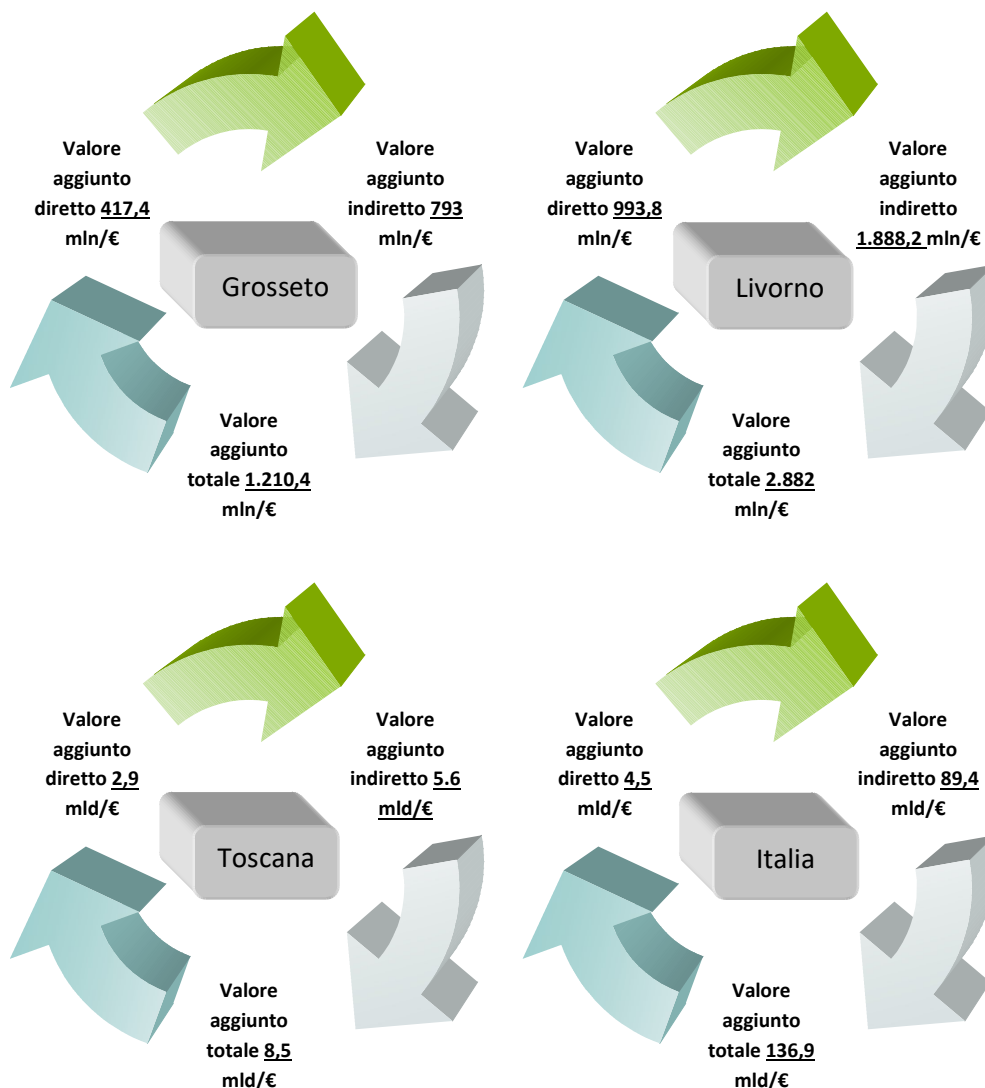 Valore
aggiunto
diretto 417,4
mln/€
Valore
aggiunto
indiretto 793
mln/€
Grosseto
Valore
aggiunto
totale 1.210,4
mln/€
Valore
aggiunto
diretto 993,8
mln/€
Valore
aggiunto
indiretto
1.888,2 mln/€
Livorno
Valore
aggiunto
totale 2.882
mln/€
Valore
aggiunto
diretto 2,9
mld/€
Valore
aggiunto
indiretto 5.6
mld/€
Toscana
Valore
aggiunto
totale 8,5
mld/€
Valore
aggiunto
diretto 4,5
mld/€
Valore
aggiunto
indiretto 89,4
mld/€
Italia
Valore
aggiunto
totale 136,9
mld/€